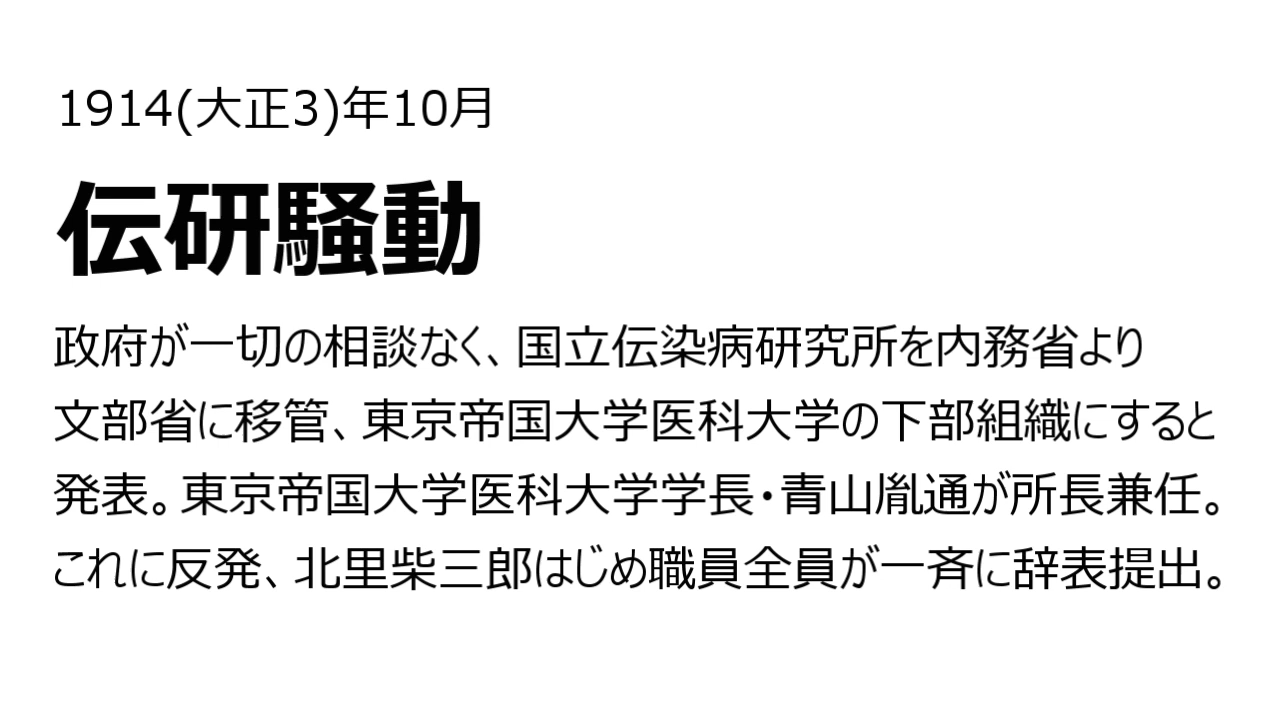 1914(大正3)年10月
伝研騒動
政府が一切の相談なく、国立伝染病研究所を内務省より
文部省に移管、東京帝国大学医科大学の下部組織にすると
発表。東京帝国大学医科大学学長・青山胤通が所長兼任。
これに反発、北里柴三郎はじめ職員全員が一斉に辞表提出。